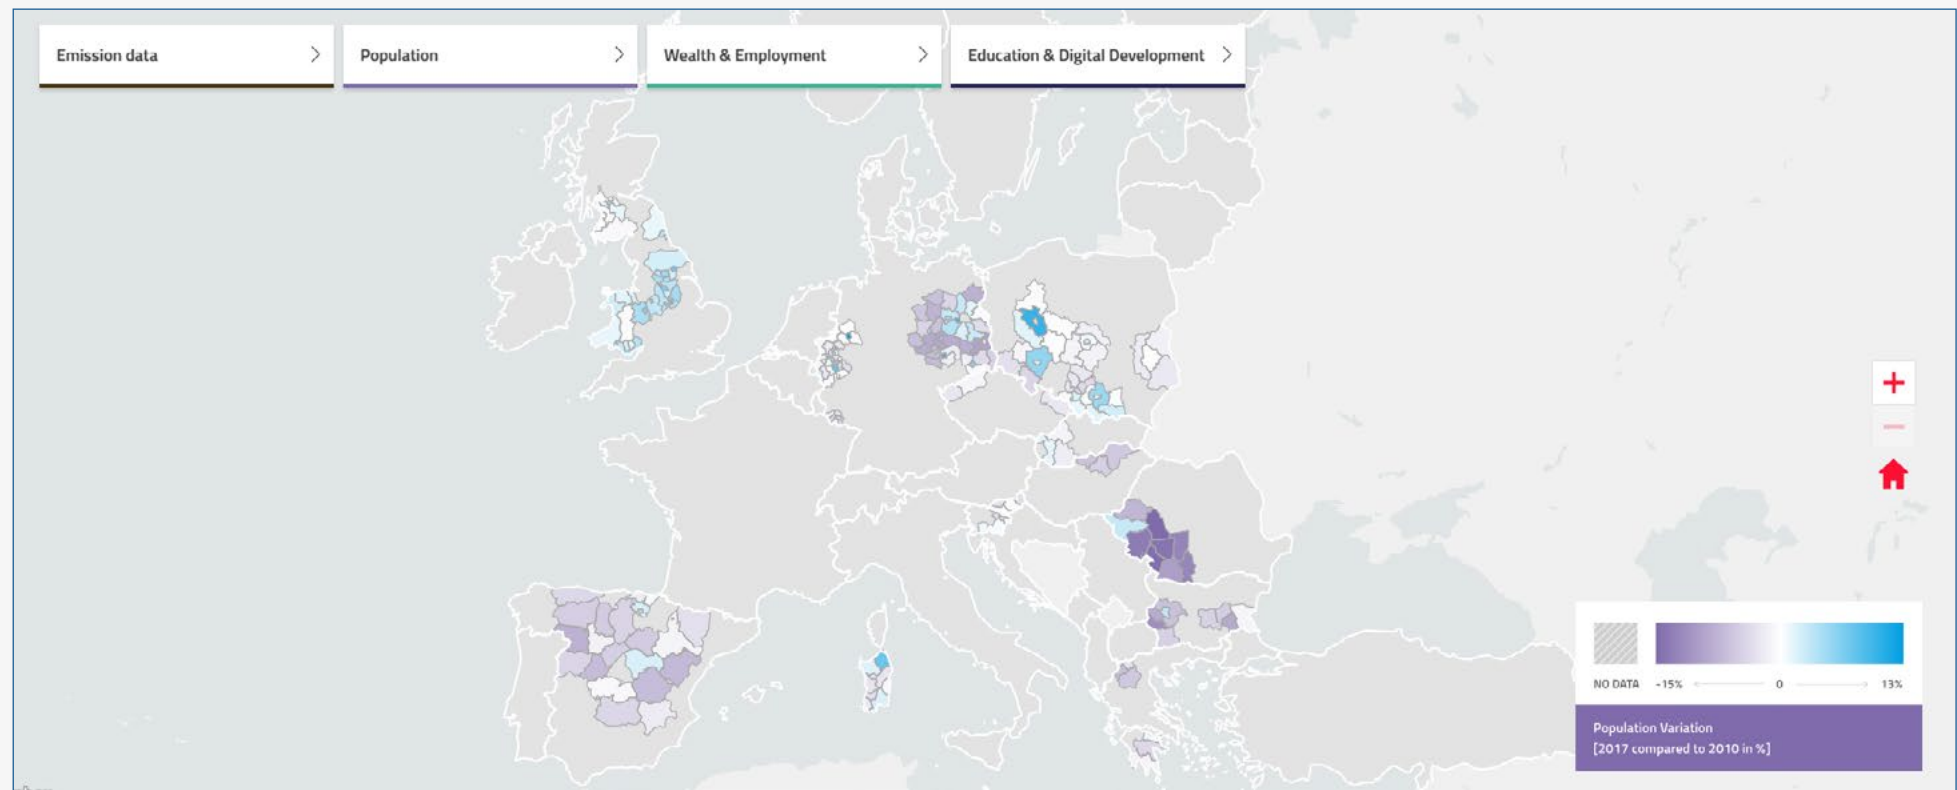 Emission data
Population
Wealth & Employment
Education & Digital Development
NO DATA -15% 0 13%
Population Variation
[2017 compared to 2010 in %]